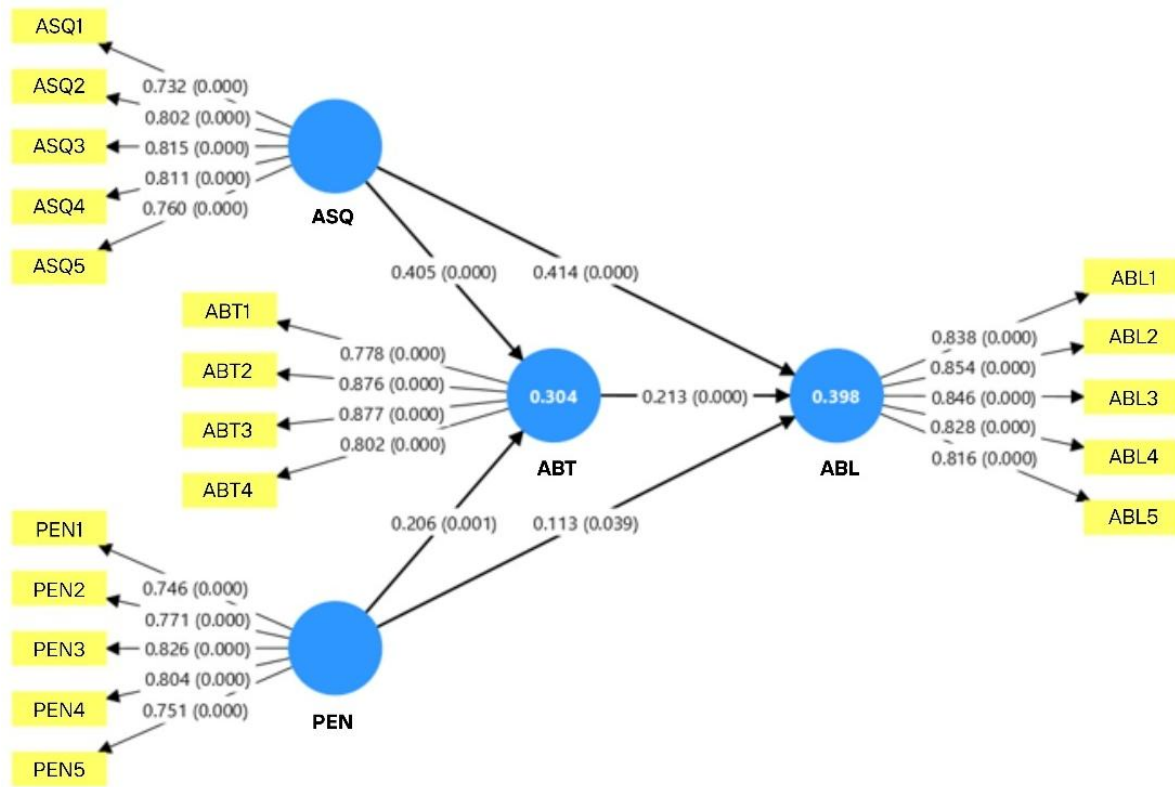 ASQ1
ASQ2
ASQ3
ASQ4
ASQ5
0.732 (0.000)
0.802 (0.000)
0.815 (0.000)
0.811 (0.000)
0.760 (0.000)
ASQ
0.405 (0.000)
0.414 (0.000)
ABT1
ABT2
ABT3
ABT4
0.778 (0.000)
0.876 (0.000)
0.877 (0.000)
0.802 (0.000)
0.304
ABT
0.213 (0.000)
0.398
ABL
0.838 (0.000)
0.854 (0.000)
0.846 (0.000)
0.828 (0.000)
0.816 (0.000)
ABL1
ABL2
ABL3
ABL4
ABL5
0.206 (0.001)
0.113 (0.039)
PEN1
PEN2
PEN3
PEN4
PEN5
0.746 (0.000)
0.771 (0.000)
0.826 (0.000)
0.804 (0.000)
0.751 (0.000)
PEN